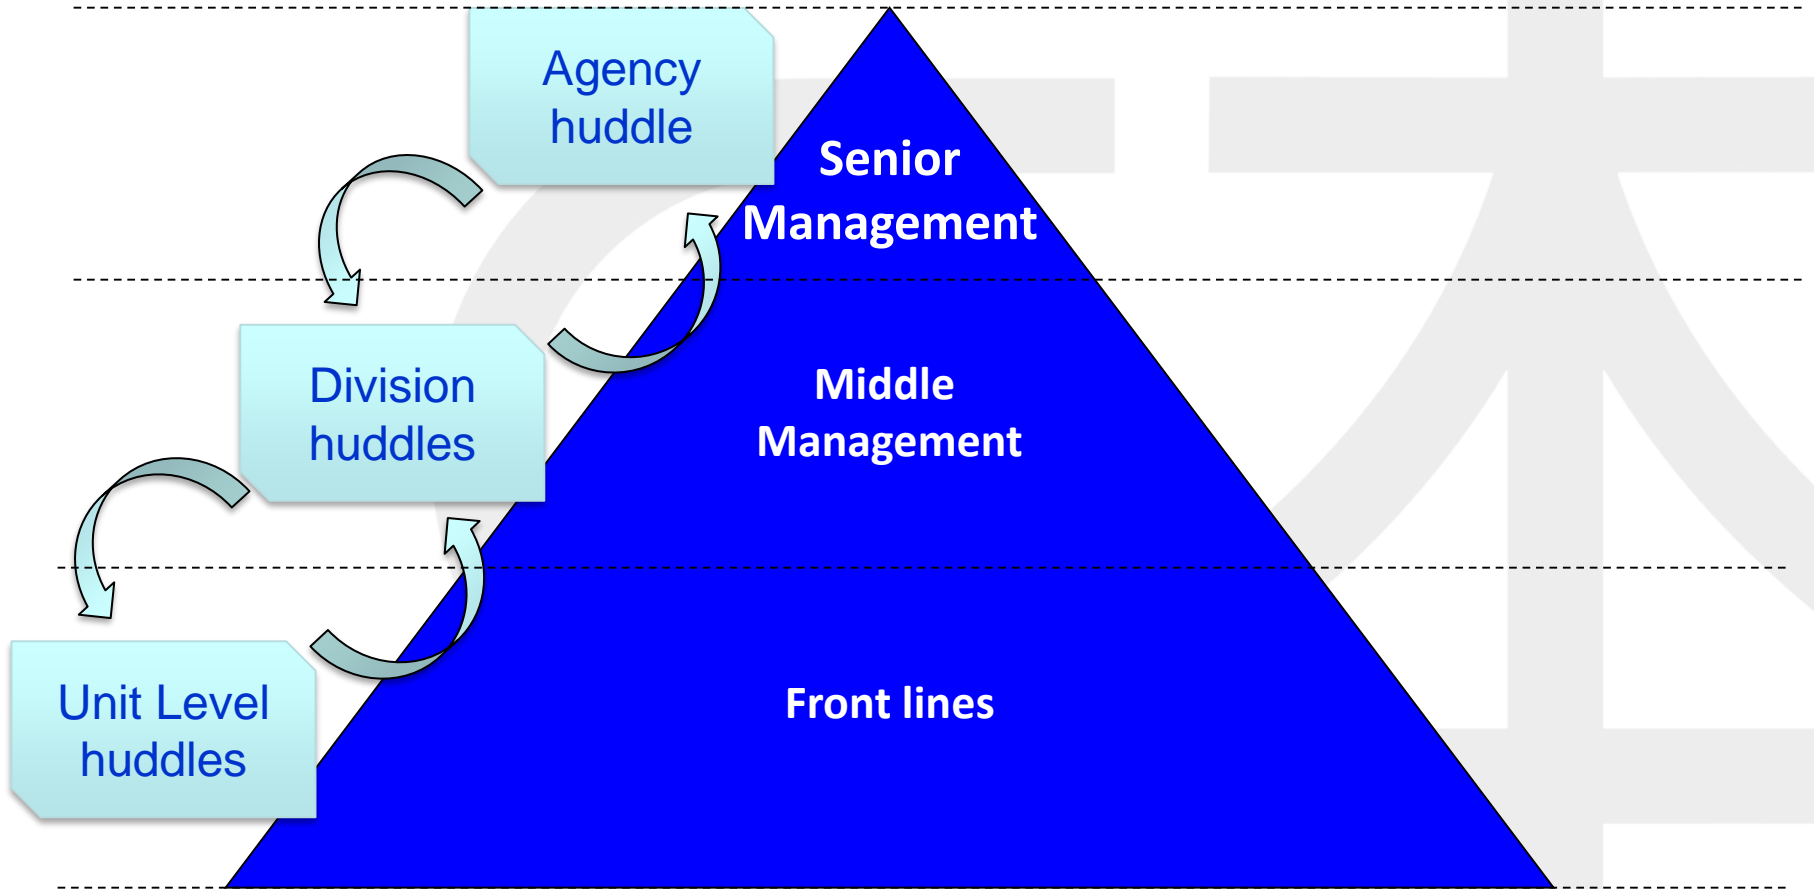 Agency
huddle
Senior
Management
Division
huddles
Middle
Management
Unit Level
huddles
Front lines